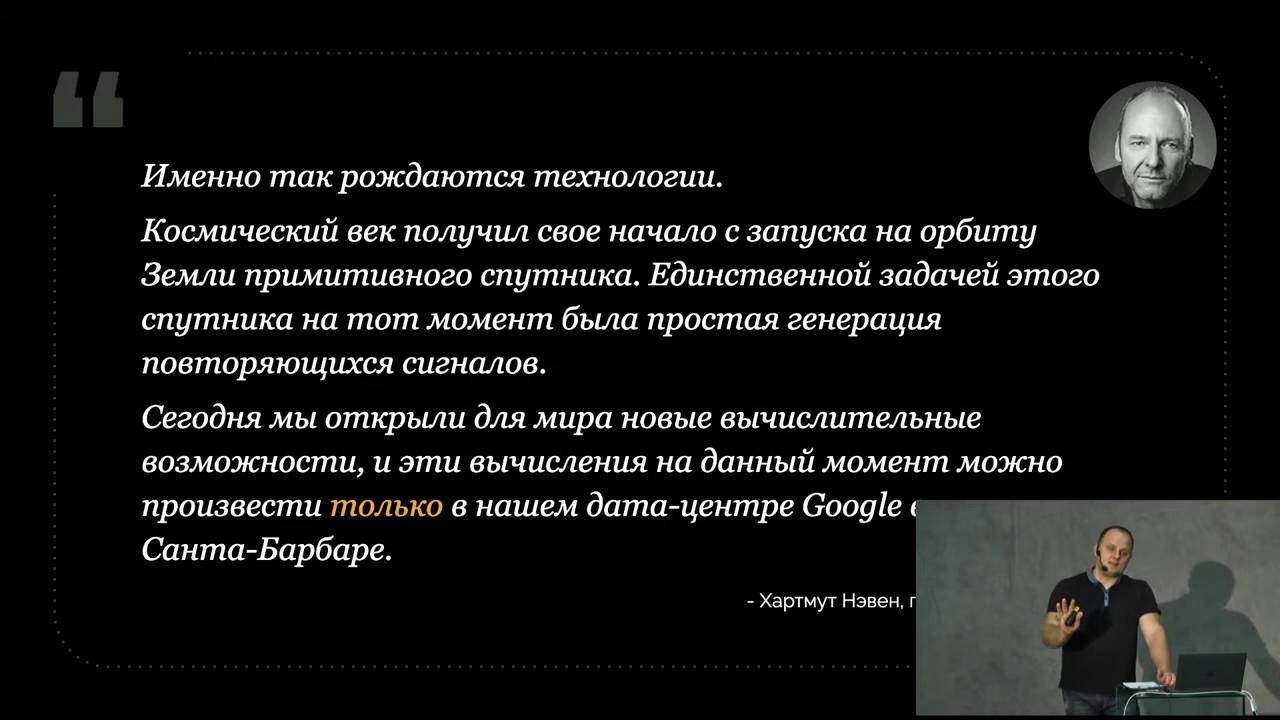 Именно так рождаются технологии.
Космический век получил свое начало с запуска на орбиту
Земли примитивного спутника. Единственной задачей этого
спутника на тот момент была простая генерация
повторяющихся сигналов.
Сегодня мы открыли для мира новые вычислительные
возможности, и эти вычисления на данный момент можно
произвести только в нашем дата-центре Google
Санта-Барбаре.
- Хартмут Нэвен,